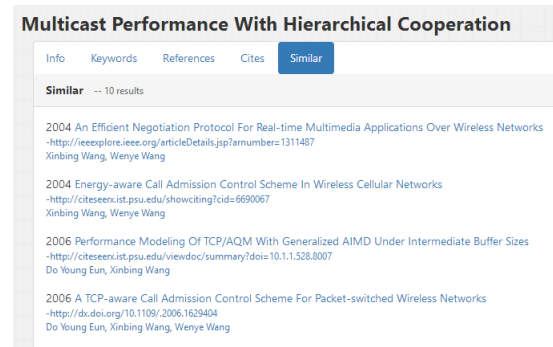 Multicast Performance With Hierarchical Cooperation
Info Keywords References Cites Similar
Similar -- 10 results
2004 An Efficient Negotiation Protocol For Real-time Multimedia Applications Over Wireless Networks
-http://ieeexplore.ieee.org/articleDetails.jsp?arnumber=1311487
Xinbing Wang, Wenye Wang
2004 Energy-aware Call Admission Control Scheme In Wireless Cellular Networks
-http://citeseerx.ist.psu.edu/showciting?cid=6690067
Xinbing Wang, Wenye Wang
2006 Performance Modeling Of TCP/AQM With Generalized AIMD Under Intermediate Buffer Sizes
-http://citeseerx.ist.psu.edu/viewdoc/summary?doi=10.1.1.528.8007
Do Young Eun, Xinbing Wang
2006 A TCP-aware Call Admission Control Scheme For Packet-switched Wireless Networks
-http://dx.doi.org/10.1109/.2006.1629404
Do Young Eun, Xinbing Wang, Wenye Wang